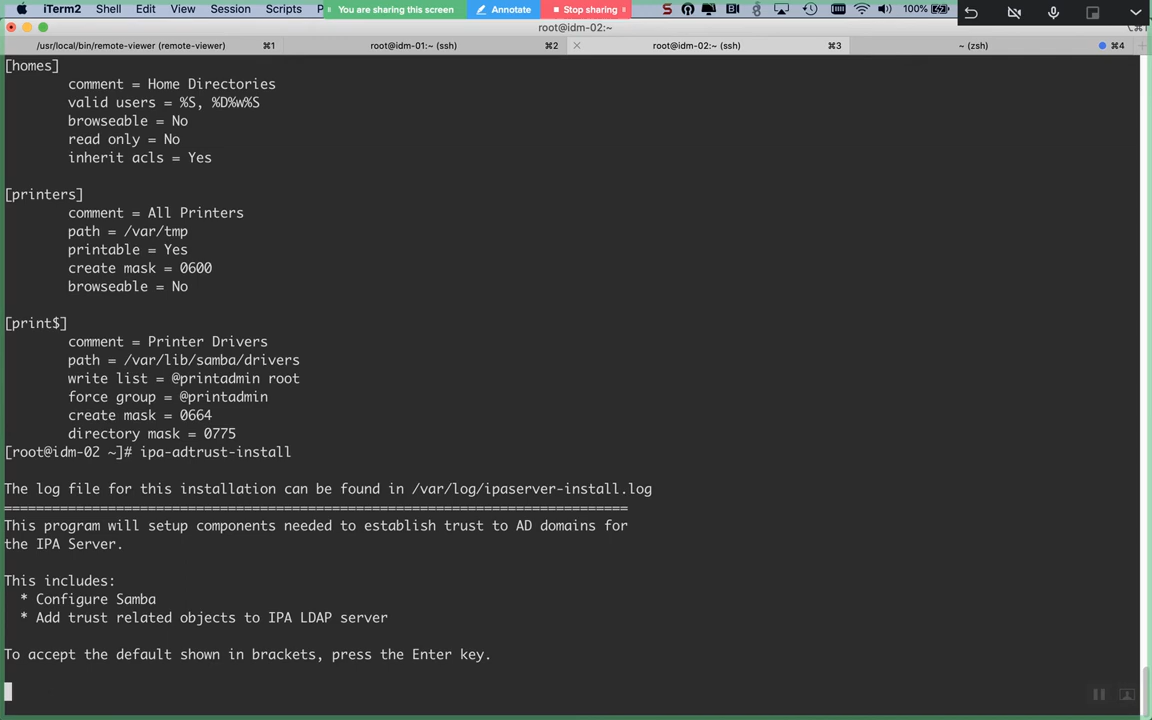 iTerm2 Shell Edit View Session Scripts P You are sharing this screen Annotate Stop sharing 100%
root@idm-02:~
/usr/local/bin/remote-viewer (remote-viewer) ⌘1 root@idm-01:~ (ssh) ⌘2 root@idm-02:~ (ssh) ⌘3 ~ (zsh) ⌘4
[homes]
comment = Home Directories
valid users = %S, %D%w%S
browseable = No
read only = No
inherit acls = Yes
[printers]
comment = All Printers
path = /var/tmp
printable = Yes
create mask = 0600
browseable = No
[print$]
comment = Printer Drivers
path = /var/lib/samba/drivers
write list = @printadmin root
force group = @printadmin
create mask = 0664
directory mask = 0775
[root@idm-02 ~]# ipa-adtrust-install
The log file for this installation can be found in /var/log/ipaserver-install.log
==============================================================================
This program will setup components needed to establish trust to AD domains for
the IPA Server.
This includes:
* Configure Samba
* Add trust related objects to IPA LDAP server
To accept the default shown in brackets, press the Enter key.